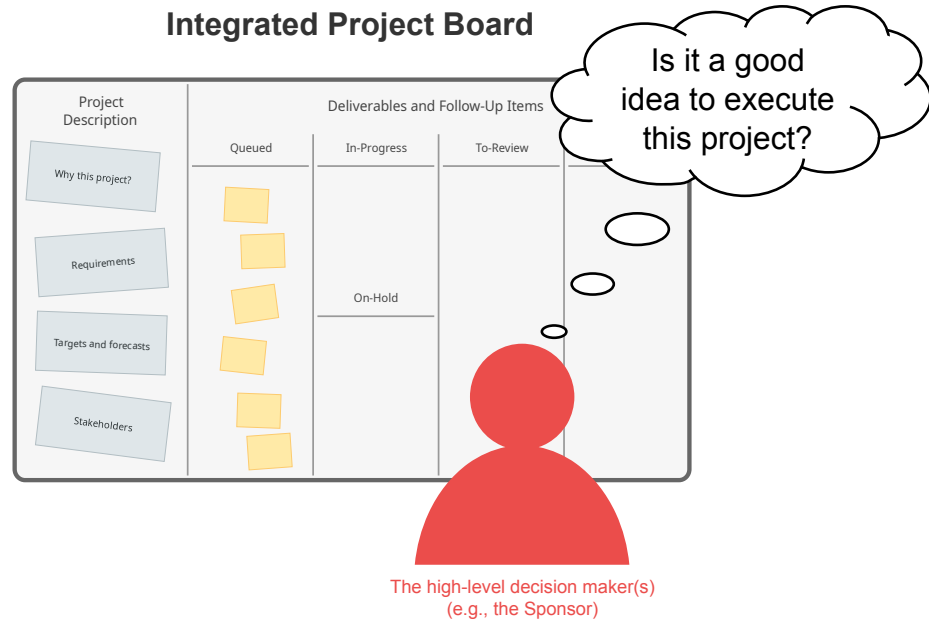 Integrated Project Board
Is it a good
idea to execute
this project?
Project
Description
Deliverables and Follow-Up Items
Queued
In-Progress
To-Review
Why this project?
Requirements
On-Hold
Targets and forecasts
Stakeholders
The high-level decision maker(s)
(e.g., the Sponsor)